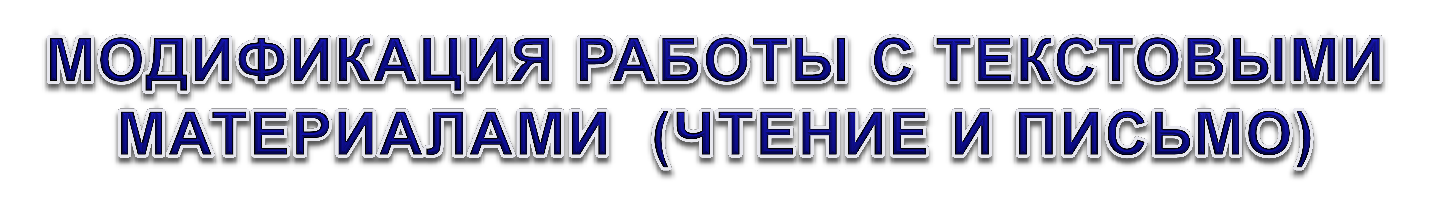 МОДИФИКАЦИЯ РАБОТЫ С ТЕКСТОВЫМИ
МАТЕРИАЛАМИ (ЧТЕНИЕ И ПИСЬМО)